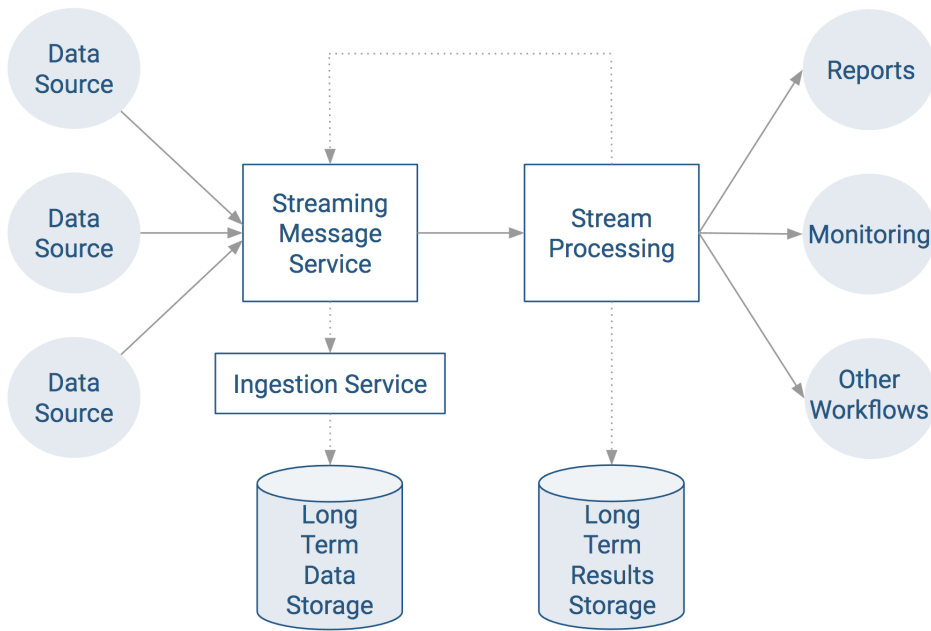 Data
Source
Reports
Streaming
Message
Service
Stream
Processing
Data
Source
Monitoring
Ingestion Service
Data
Source
Other
Workflows
Long
Term
Data
Storage
Long
Term
Results
Storage